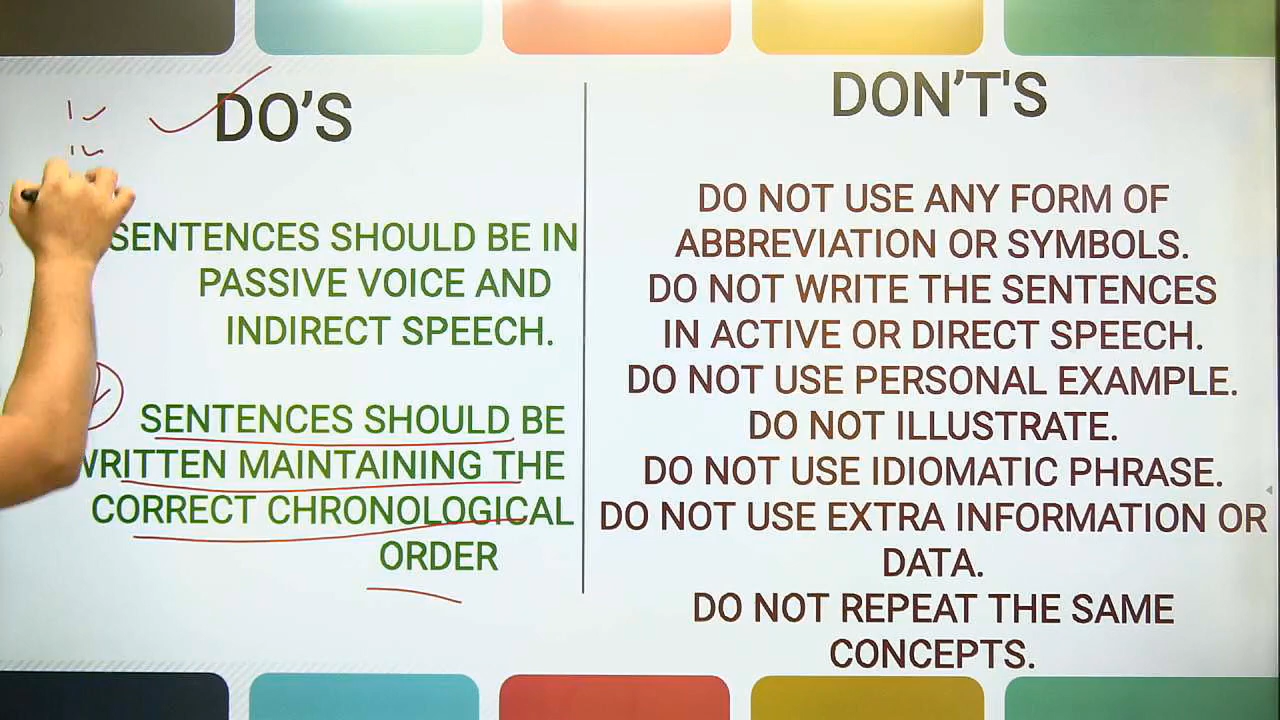 DO'S
SENTENCES SHOULD BE IN
PASSIVE VOICE AND
INDIRECT SPEECH.
SENTENCES SHOULD BE
WRITTEN MAINTAINING THE
CORRECT CHRONOLOGICAL
ORDER
DON'T'S
DO NOT USE ANY FORM OF
ABBREVIATION OR SYMBOLS.
DO NOT WRITE THE SENTENCES
IN ACTIVE OR DIRECT SPEECH.
DO NOT USE PERSONAL EXAMPLE.
DO NOT ILLUSTRATE.
DO NOT USE IDIOMATIC PHRASE.
DO NOT USE EXTRA INFORMATION OR
DATA.
DO NOT REPEAT THE SAME
CONCEPTS.